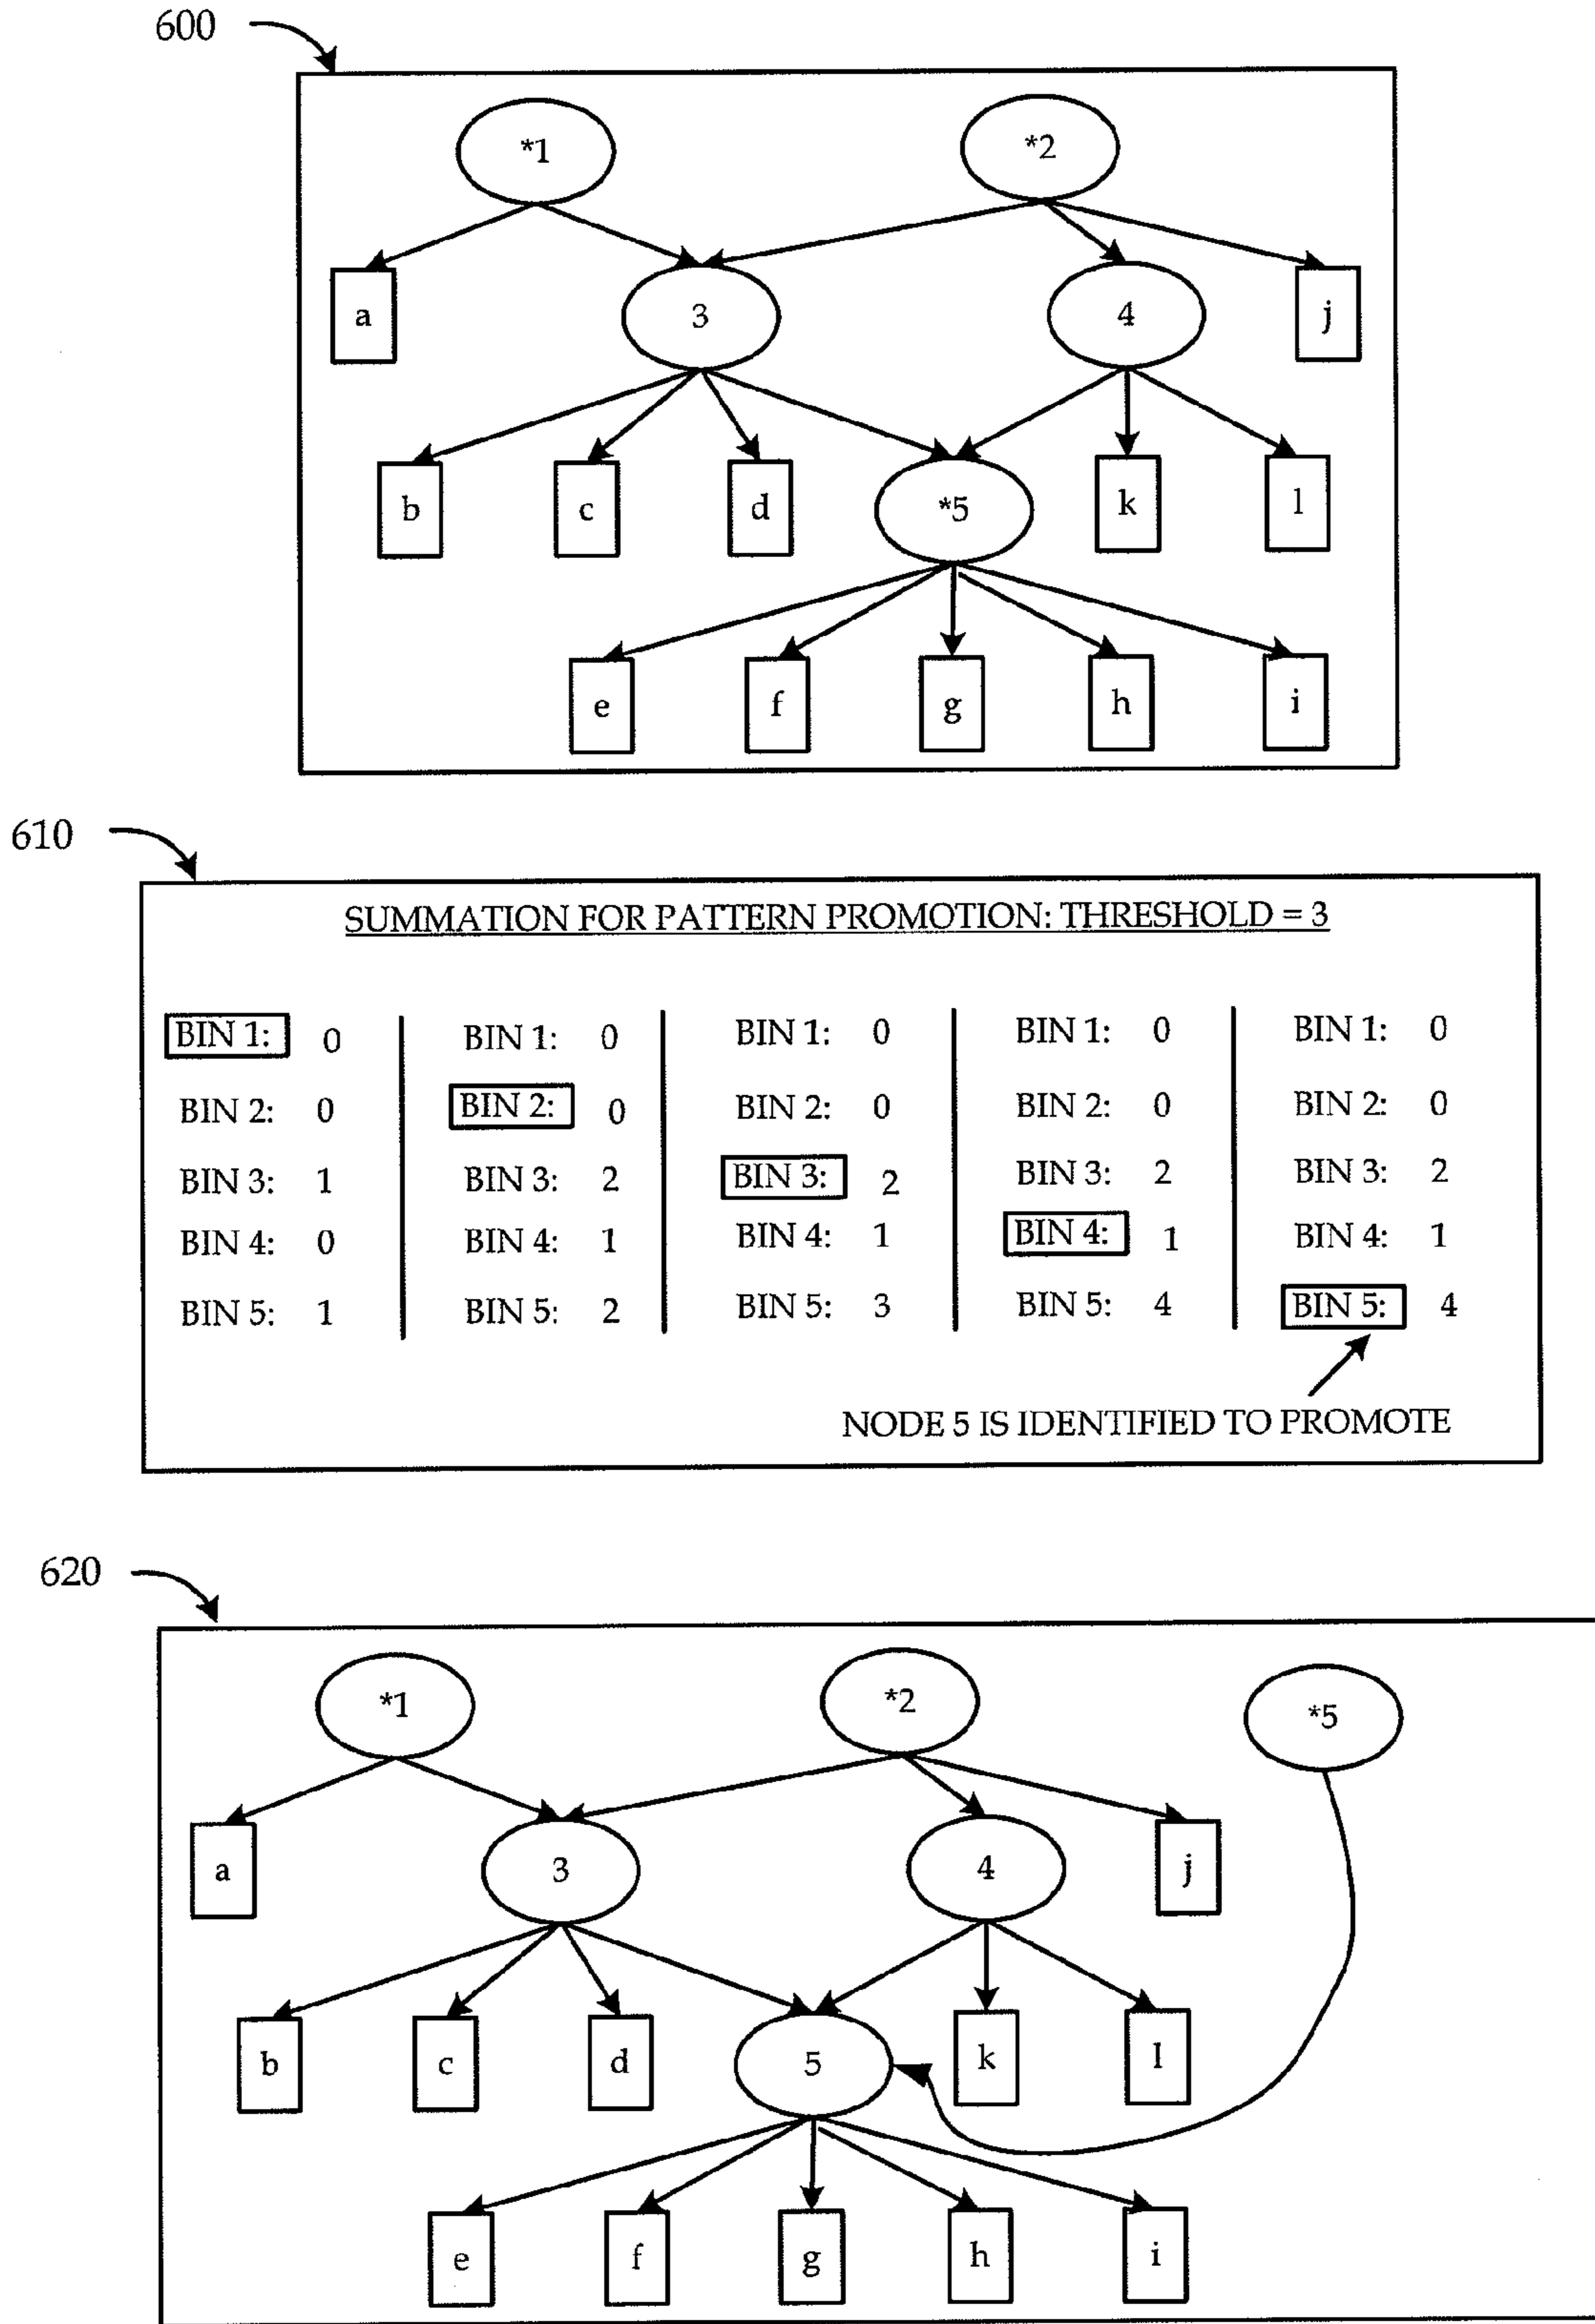 600
*1 *2
a 3 4 j
b c d *5 k l
e f g h i
610
SUMMATION FOR PATTERN PROMOTION: THRESHOLD = 3
BIN 1: 0 BIN 1: 0 BIN 1: 0 BIN 1: 0 BIN 1: 0
BIN 2: 0 BIN 2: 0 BIN 2: 0 BIN 2: 0 BIN 2: 0
BIN 3: 1 BIN 3: 2 BIN 3: 2 BIN 3: 2 BIN 3: 2
BIN 4: 0 BIN 4: 1 BIN 4: 1 BIN 4: 1 BIN 4: 1
BIN 5: 1 BIN 5: 2 BIN 5: 3 BIN 5: 4 BIN 5: 4
NODE 5 IS IDENTIFIED TO PROMOTE
620
*1 *2 *5
a 3 4 j
b c d 5 k l
e f g h i